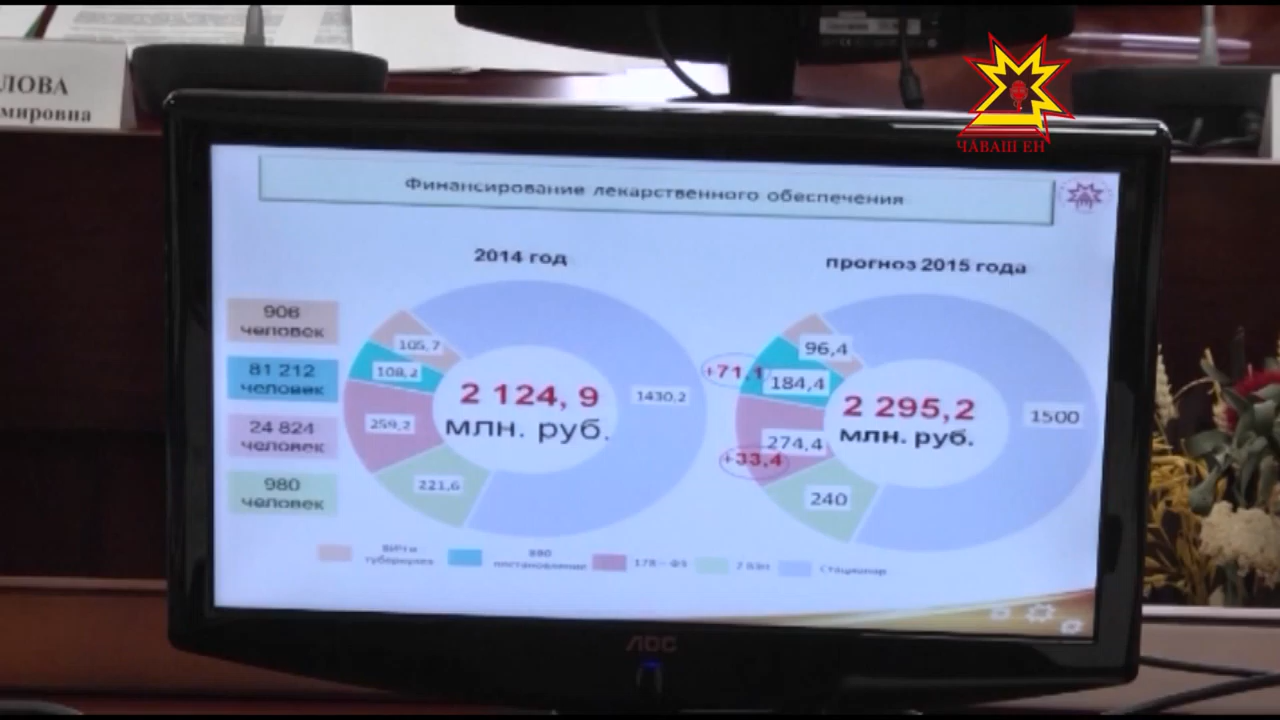 ЛОВА
мировна
ЧӐВАШ ЕН
Финансирование лекарственного обеспечения
2014 год
прогноз 2015 года
906
человек
81 212
человек
24 824
человек
980
человек
105,7
108,2
259,2
221,6
1430,2
2 124, 9
млн. руб.
96,4
+71,1
184,4
274,4
+33,4
240
1500
2 295,2
млн. руб.
туберкулез
890
постановление
178 – ФЗ
7 ВЗН
Стационар
AOC